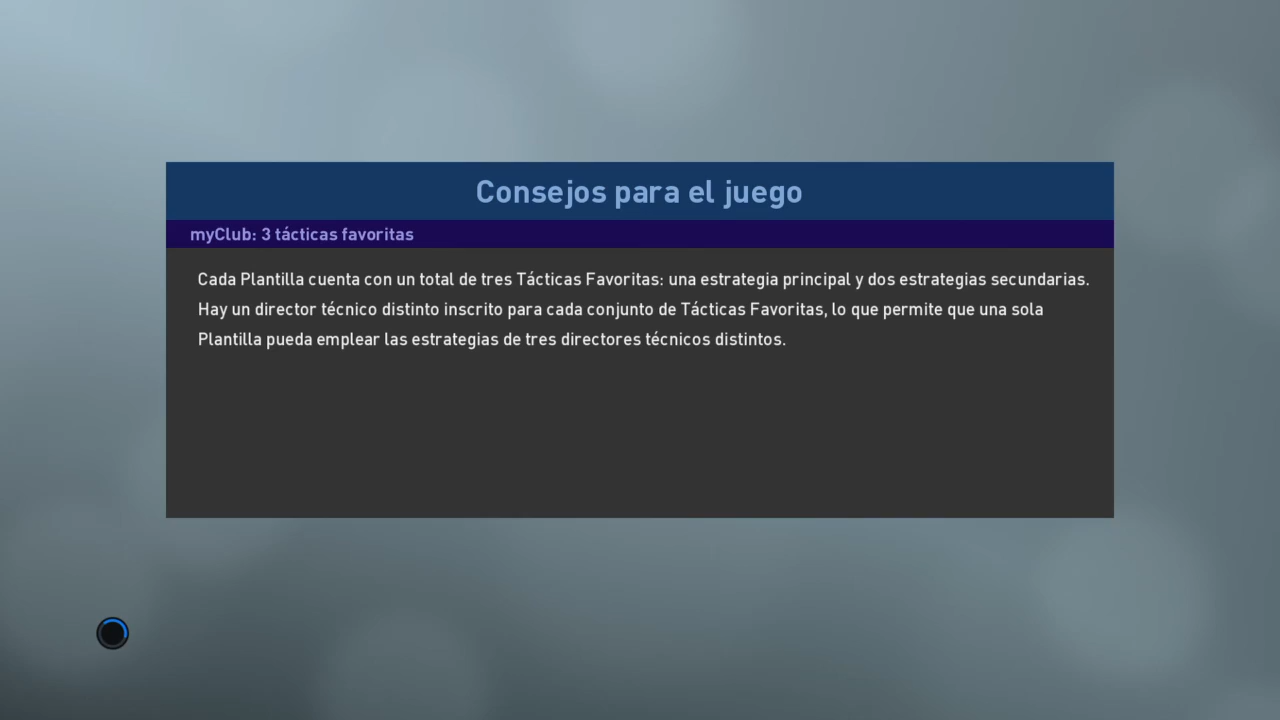 Consejos para el juego
myClub: 3 tácticas favoritas
Cada Plantilla cuenta con un total de tres Tácticas Favoritas: una estrategia principal y dos estrategias secundarias.
Hay un director técnico distinto inscrito para cada conjunto de Tácticas Favoritas, lo que permite que una sola
Plantilla pueda emplear las estrategias de tres directores técnicos distintos.